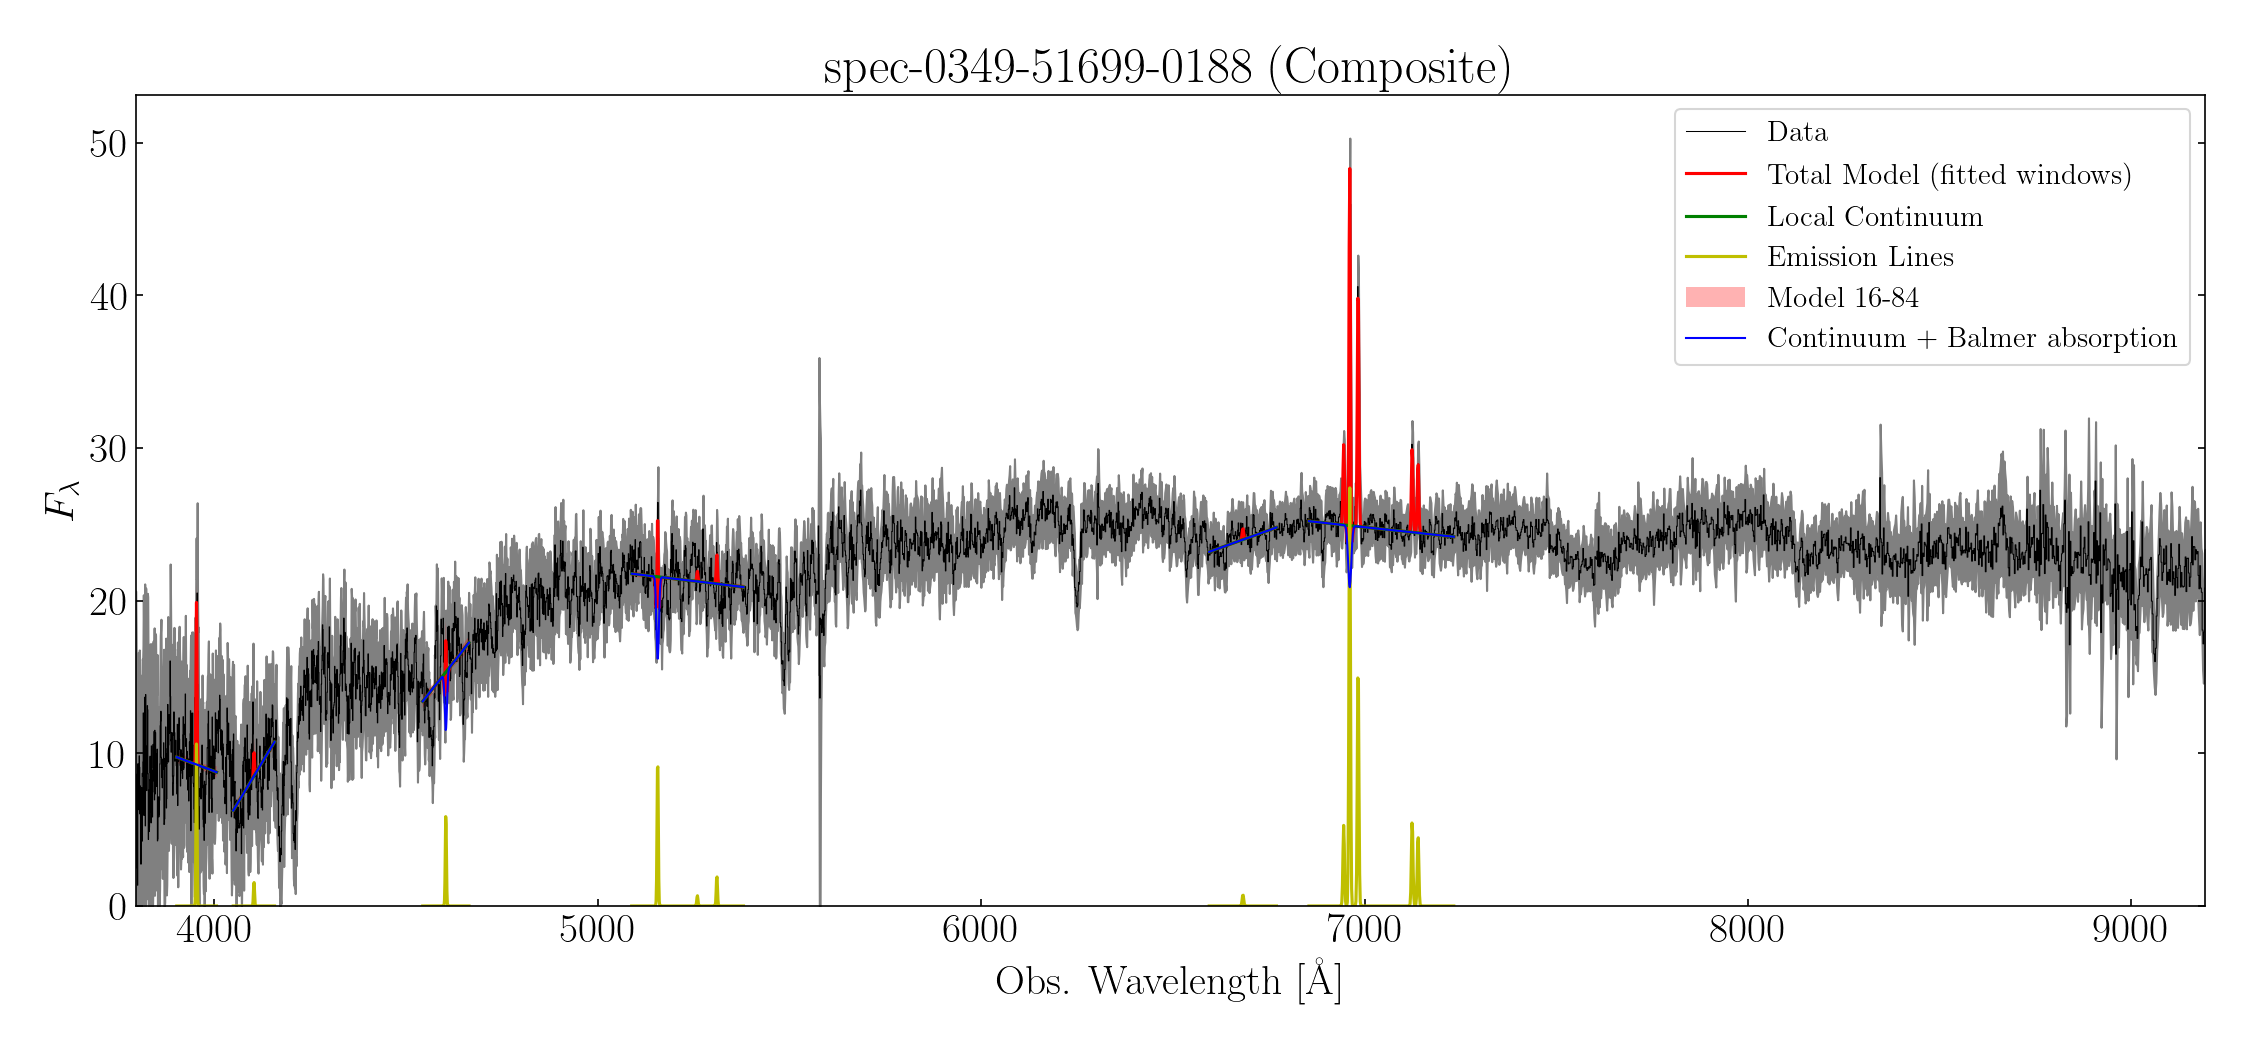 spec-0349-51699-0188 (Composite)
Data
Total Model (fitted windows)
Local Continuum
Emission Lines
Model 16-84
Continuum + Balmer absorption
50
40
30
20
10
0
Fλ
4000 5000 6000 7000 8000 9000
Obs. Wavelength [Å]